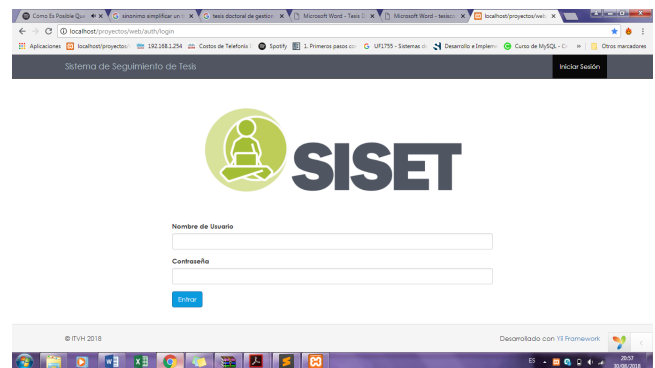 Cómo Es Posible Que
sinonimo simplificar un t
tesis doctoral de gestion
Microsoft Word - Tesis D
Microsoft Word - tesisco
localhost/proyectos/web
localhost/proyectos/web/auth/login
Aplicaciones localhost/proyectos/ 192.168.1.254 Costos de Telefonía Spotify 1. Primeros pasos co UF1755 - Sistemas d Desarrollo e Impleme Curso de MySQL - C » Otros marcadores
Sistema de Seguimiento de Tesis Iniciar Sesión
SISET
Nombre de Usuario
Contraseña
Entrar
© ITVH 2018 Desarrollado con Yii Framework
ES 20:57
30/08/2018